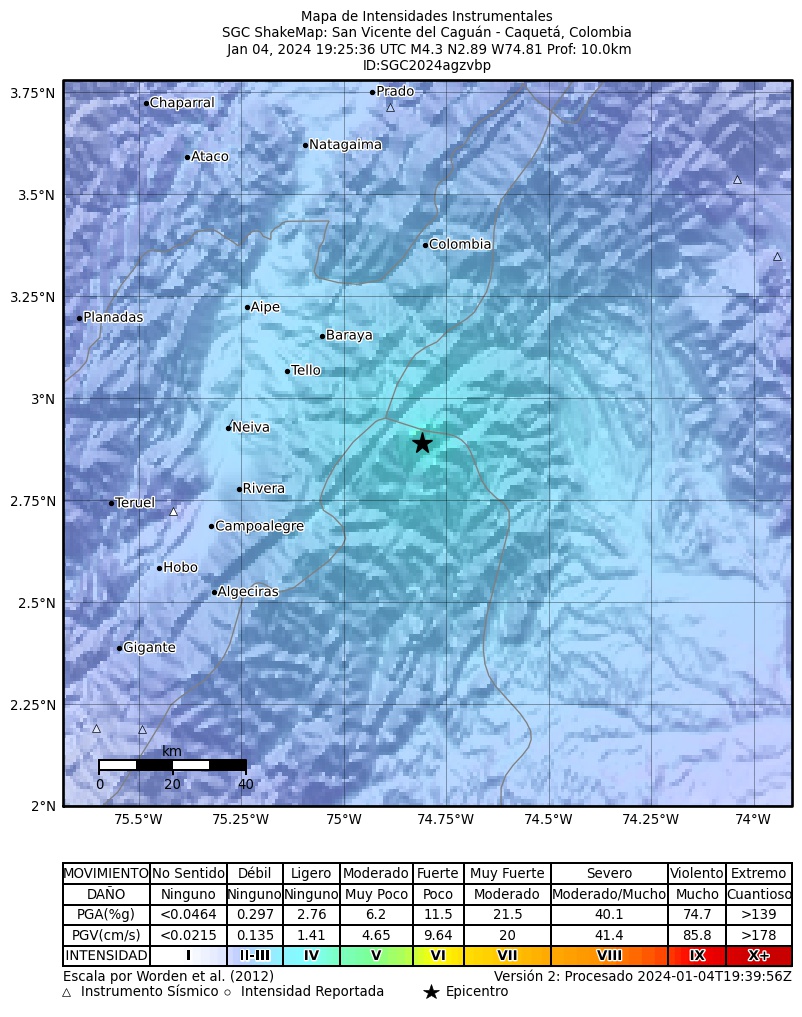 Mapa de Intensidades Instrumentales
SGC ShakeMap: San Vicente del Caguán - Caquetá, Colombia
Jan 04, 2024 19:25:36 UTC M4.3 N2.89 W74.81 Prof: 10.0km
ID:SGC2024agzvbp
3.75°N
Prado
Chaparral
Natagaima
Ataco
3.5°N
Colombia
3.25°N
Aipe
Planadas
Baraya
Tello
3°N
Neiva
Rivera
2.75°N
Teruel
Campoalegre
Hobo
2.5°N
Algeciras
Gigante
2.25°N
km
0 20 40
2°N
75.5°W 75.25°W 75°W 74.75°W 74.5°W 74.25°W 74°W
MOVIMIENTO No Sentido Débil Ligero Moderado Fuerte Muy Fuerte Severo Violento Extremo
DAÑO Ninguno Ninguno Ninguno Muy Poco Poco Moderado Moderado/Mucho Mucho Cuantioso
PGA(%g) <0.0464 0.297 2.76 6.2 11.5 21.5 40.1 74.7 >139
PGV(cm/s) <0.0215 0.135 1.41 4.65 9.64 20 41.4 85.8 >178
INTENSIDAD I II-III IV V VI VII VIII IX X+
Escala por Worden et al. (2012) Versión 2: Procesado 2024-01-04T19:39:56Z
Instrumento Sísmico Intensidad Reportada Epicentro